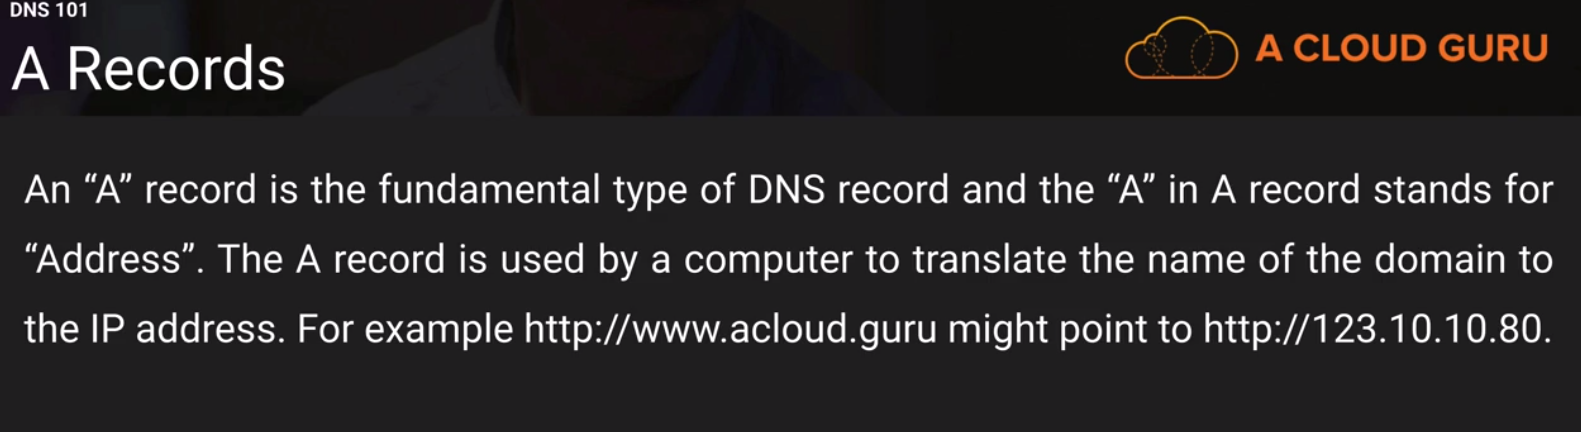 DNS 101
A Records
A CLOUD GURU
An “A” record is the fundamental type of DNS record and the “A” in A record stands for
“Address”. The A record is used by a computer to translate the name of the domain to
the IP address. For example http://www.acloud.guru might point to http://123.10.10.80.